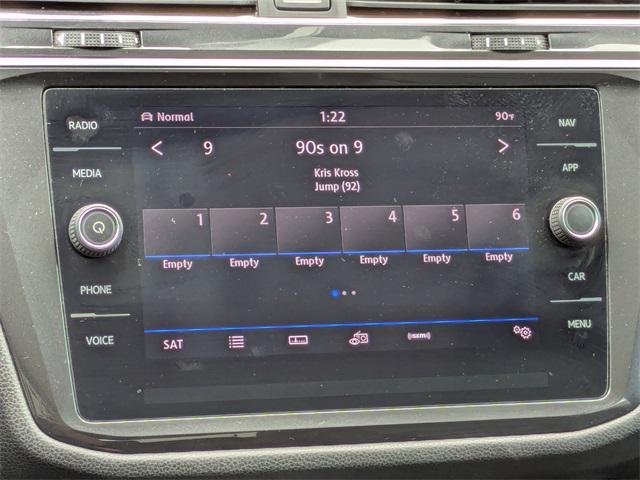 RADIO
MEDIA
PHONE
VOICE
Normal 1:22 90°F
< 9 90s on 9 >
Kris Kross
Jump (92)
1 2 3 4 5 6
Empty Empty Empty Empty Empty Empty
SAT ((SXM))
NAV
APP
CAR
MENU